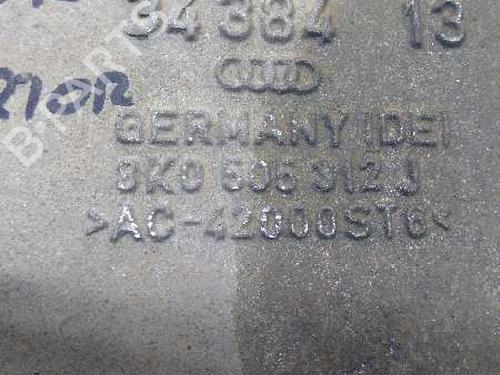 34 384 13
GERMANY (DE)
8K0 505 312 J
>AC-42000ST6<